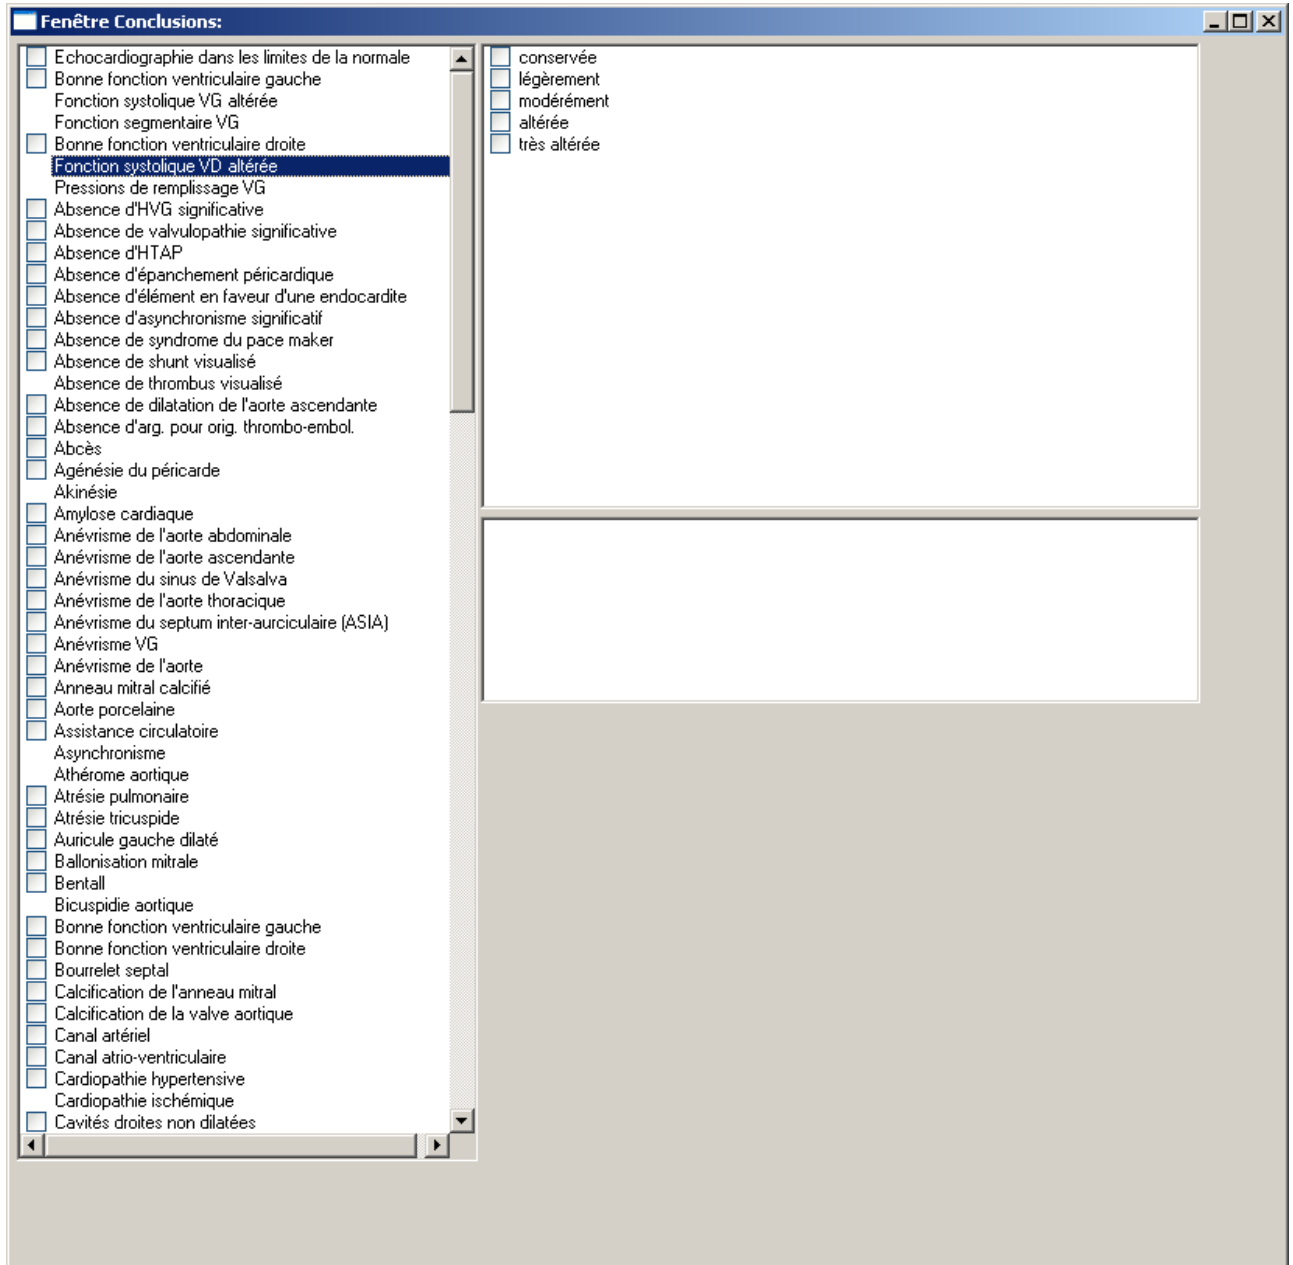 Fenêtre Conclusions:
Echocardiographie dans les limites de la normale
Bonne fonction ventriculaire gauche
Fonction systolique VG altérée
Fonction segmentaire VG
Bonne fonction ventriculaire droite
Fonction systolique VD altérée
Pressions de remplissage VG
Absence d'HVG significative
Absence de valvulopathie significative
Absence d'HTAP
Absence d'épanchement péricardique
Absence d'élément en faveur d'une endocardite
Absence d'asynchronisme significatif
Absence de syndrome du pace maker
Absence de shunt visualisé
Absence de thrombus visualisé
Absence de dilatation de l'aorte ascendante
Absence d'arg. pour orig. thrombo-embol.
Abcès
Agénésie du péricarde
Akinésie
Amylose cardiaque
Anévrisme de l'aorte abdominale
Anévrisme de l'aorte ascendante
Anévrisme du sinus de Valsalva
Anévrisme de l'aorte thoracique
Anévrisme du septum inter-aurciculaire (ASIA)
Anévrisme VG
Anévrisme de l'aorte
Anneau mitral calcifié
Aorte porcelaine
Assistance circulatoire
Asynchronisme
Athérome aortique
Atrésie pulmonaire
Atrésie tricuspide
Auricule gauche dilaté
Ballonisation mitrale
Bentall
Bicuspidie aortique
Bonne fonction ventriculaire gauche
Bonne fonction ventriculaire droite
Bourrelet septal
Calcification de l'anneau mitral
Calcification de la valve aortique
Canal artériel
Canal atrio-ventriculaire
Cardiopathie hypertensive
Cardiopathie ischémique
Cavités droites non dilatées
conservée
légèrement
modérément
altérée
très altérée